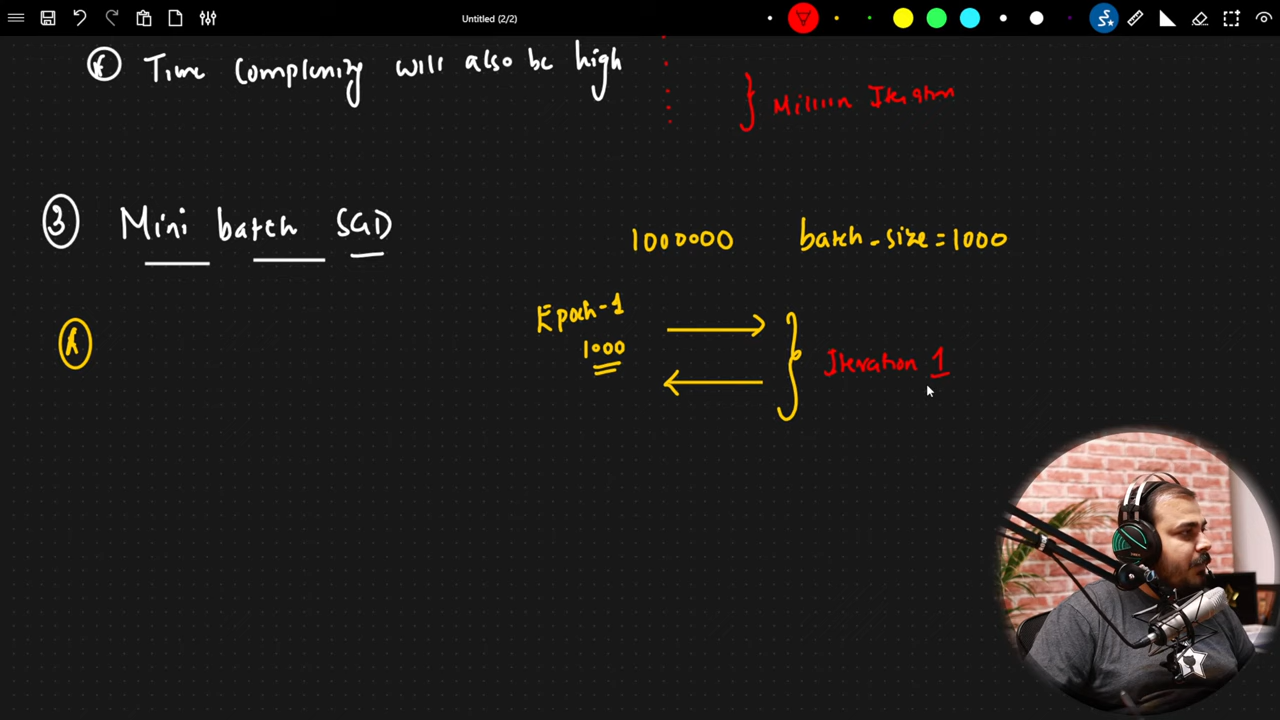 Untitled (2/2)
Time Complexity will also be high
Million Iteration
3 Mini batch SGD
1000000 batch-size=1000
Epoch-1
1000
Iteration 1